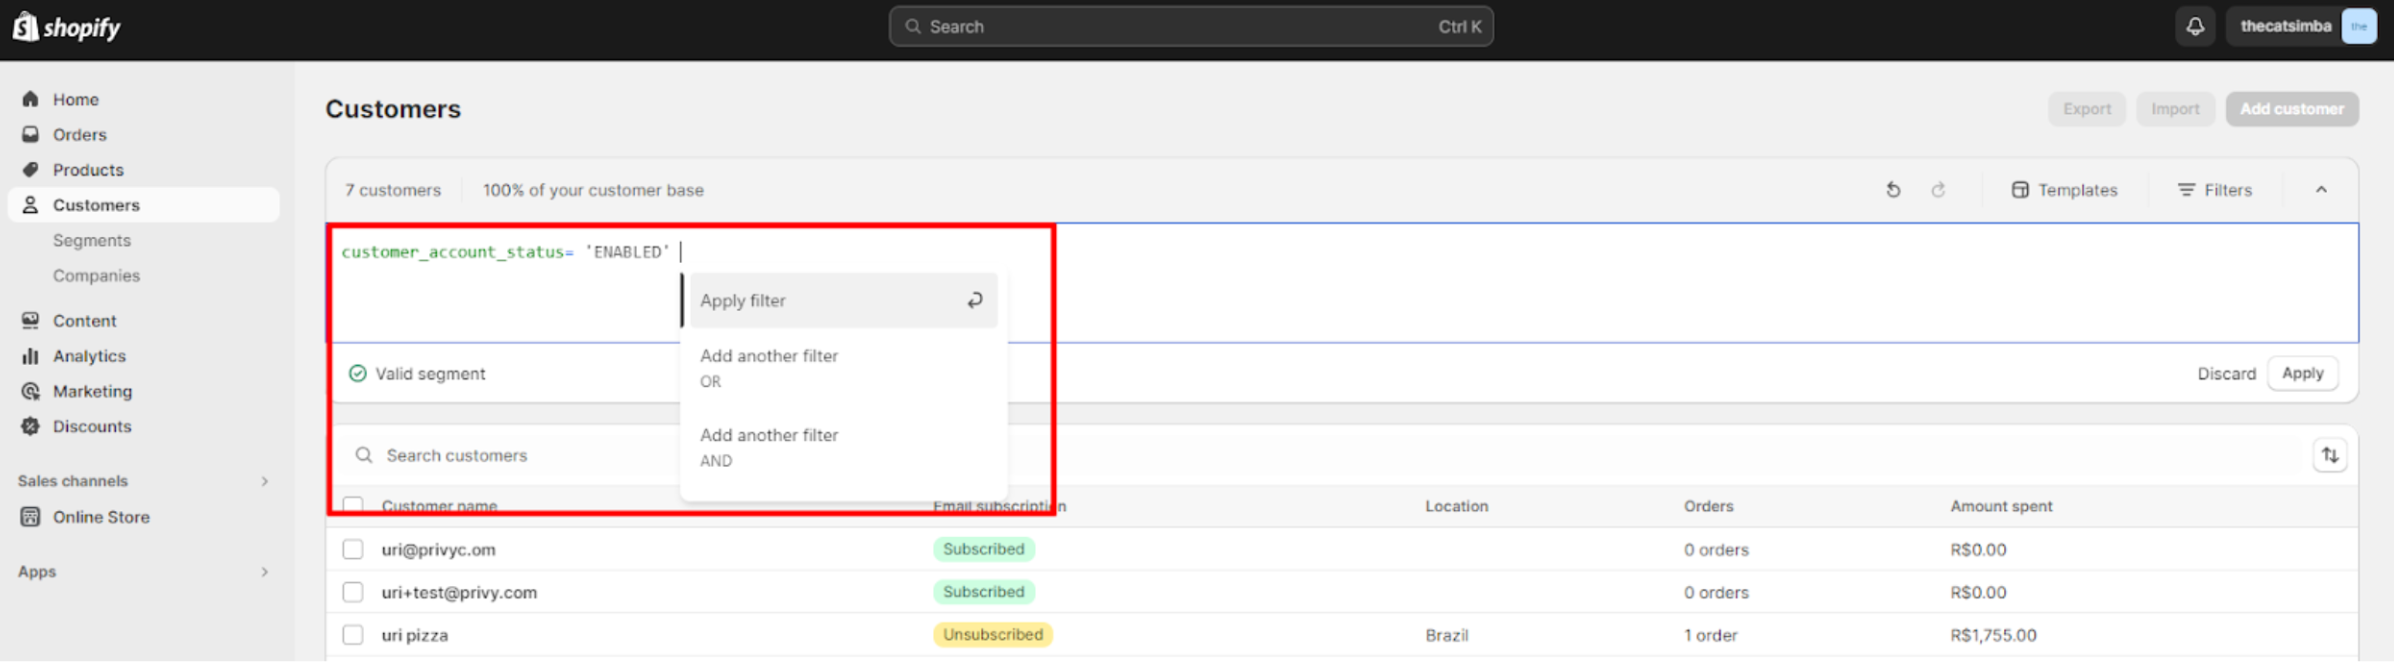 shopify
Search Ctrl K
thecatsimba the
Home
Orders
Products
Customers
Segments
Companies
Content
Analytics
Marketing
Discounts
Sales channels
Online Store
Apps
Customers
Export Import Add customer
7 customers 100% of your customer base Templates Filters
customer_account_status= 'ENABLED'
Apply filter
Add another filter
OR
Add another filter
AND
Valid segment Discard Apply
Search customers
Customer name Email subscription Location Orders Amount spent
uri@privyc.om Subscribed 0 orders R$0.00
uri+test@privy.com Subscribed 0 orders R$0.00
uri pizza Unsubscribed Brazil 1 order R$1,755.00